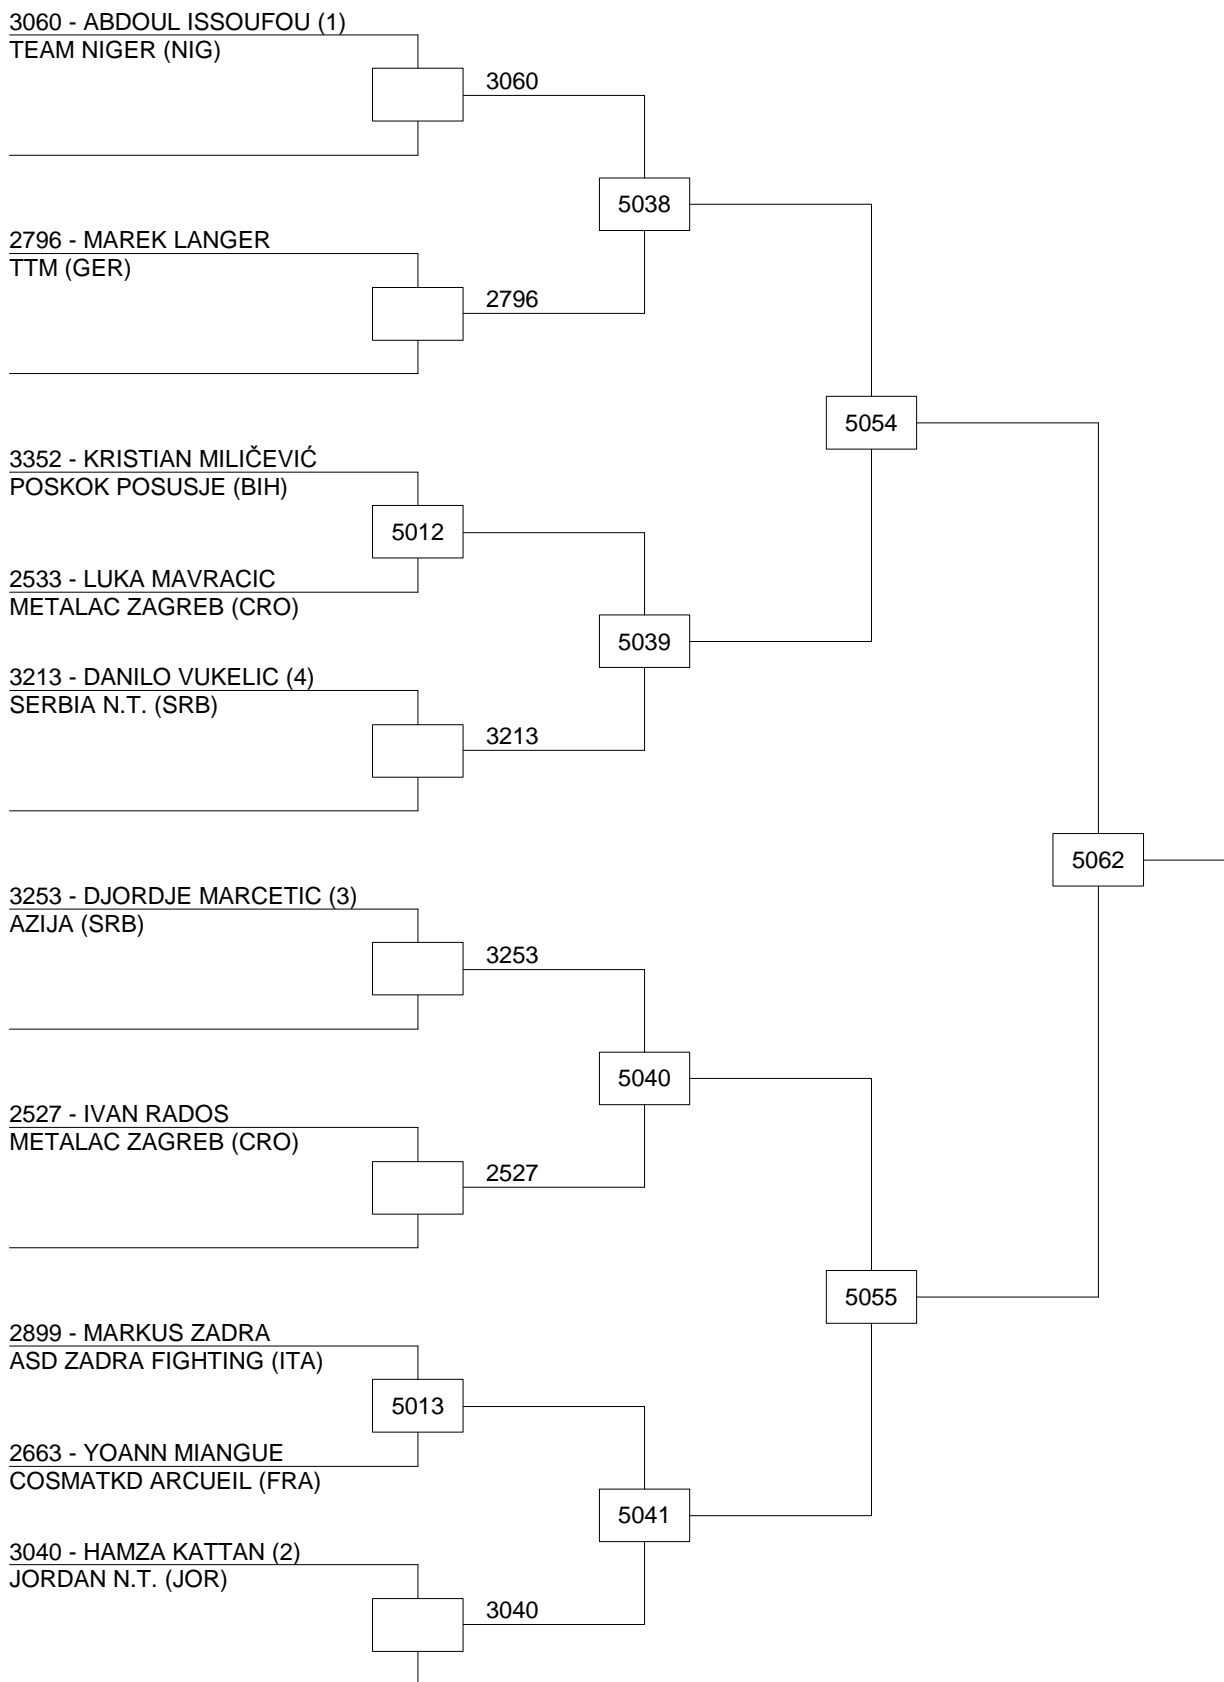 3060 - ABDOUL ISSOUFOU (1)
TEAM NIGER (NIG)
3060
5038
2796 - MAREK LANGER
TTM (GER)
2796
5054
3352 - KRISTIAN MILIČEVIĆ
POSKOK POSUSJE (BIH)
5012
2533 - LUKA MAVRACIC
METALAC ZAGREB (CRO)
5039
3213 - DANILO VUKELIC (4)
SERBIA N.T. (SRB)
3213
5062
3253 - DJORDJE MARCETIC (3)
AZIJA (SRB)
3253
5040
2527 - IVAN RADOS
METALAC ZAGREB (CRO)
2527
5055
2899 - MARKUS ZADRA
ASD ZADRA FIGHTING (ITA)
5013
2663 - YOANN MIANGUE
COSMATKD ARCUEIL (FRA)
5041
3040 - HAMZA KATTAN (2)
JORDAN N.T. (JOR)
3040